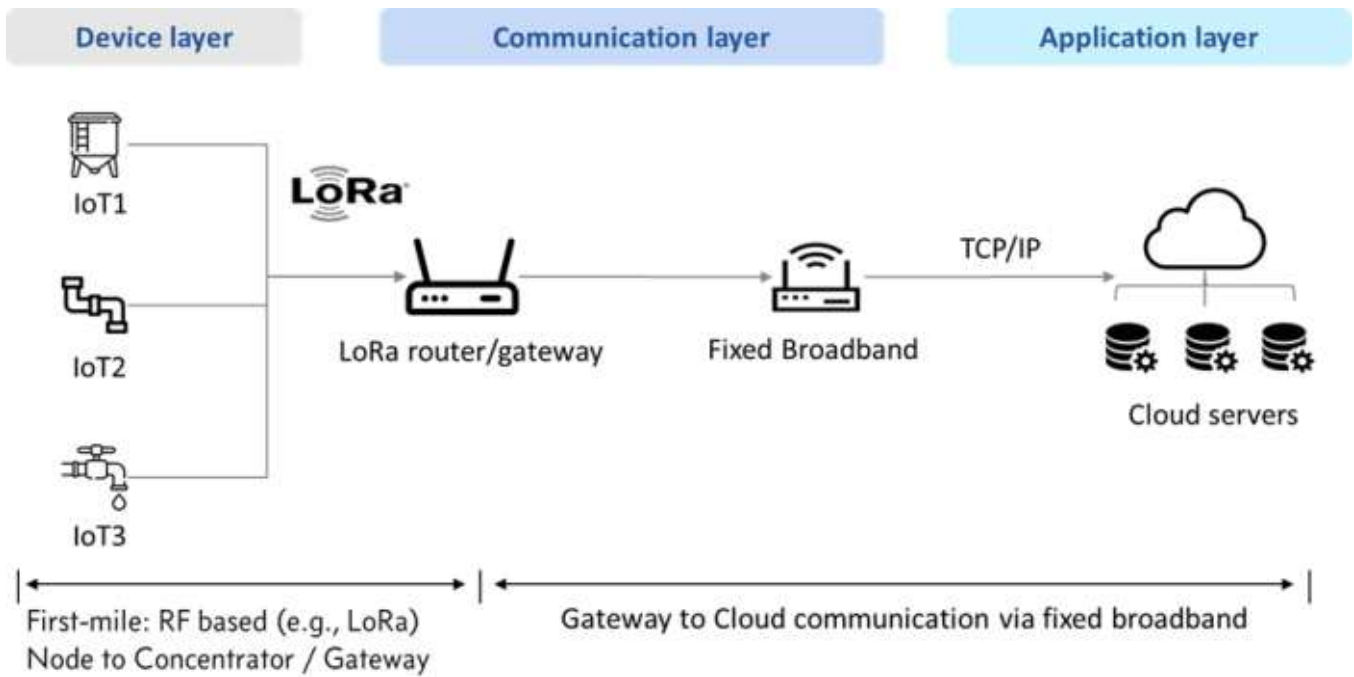 Device layer
Communication layer
Application layer
IoT1
LoRa
TCP/IP
IoT2
LoRa router/gateway
Fixed Broadband
Cloud servers
IoT3
First-mile: RF based (e.g., LoRa)
Node to Concentrator / Gateway
Gateway to Cloud communication via fixed broadband